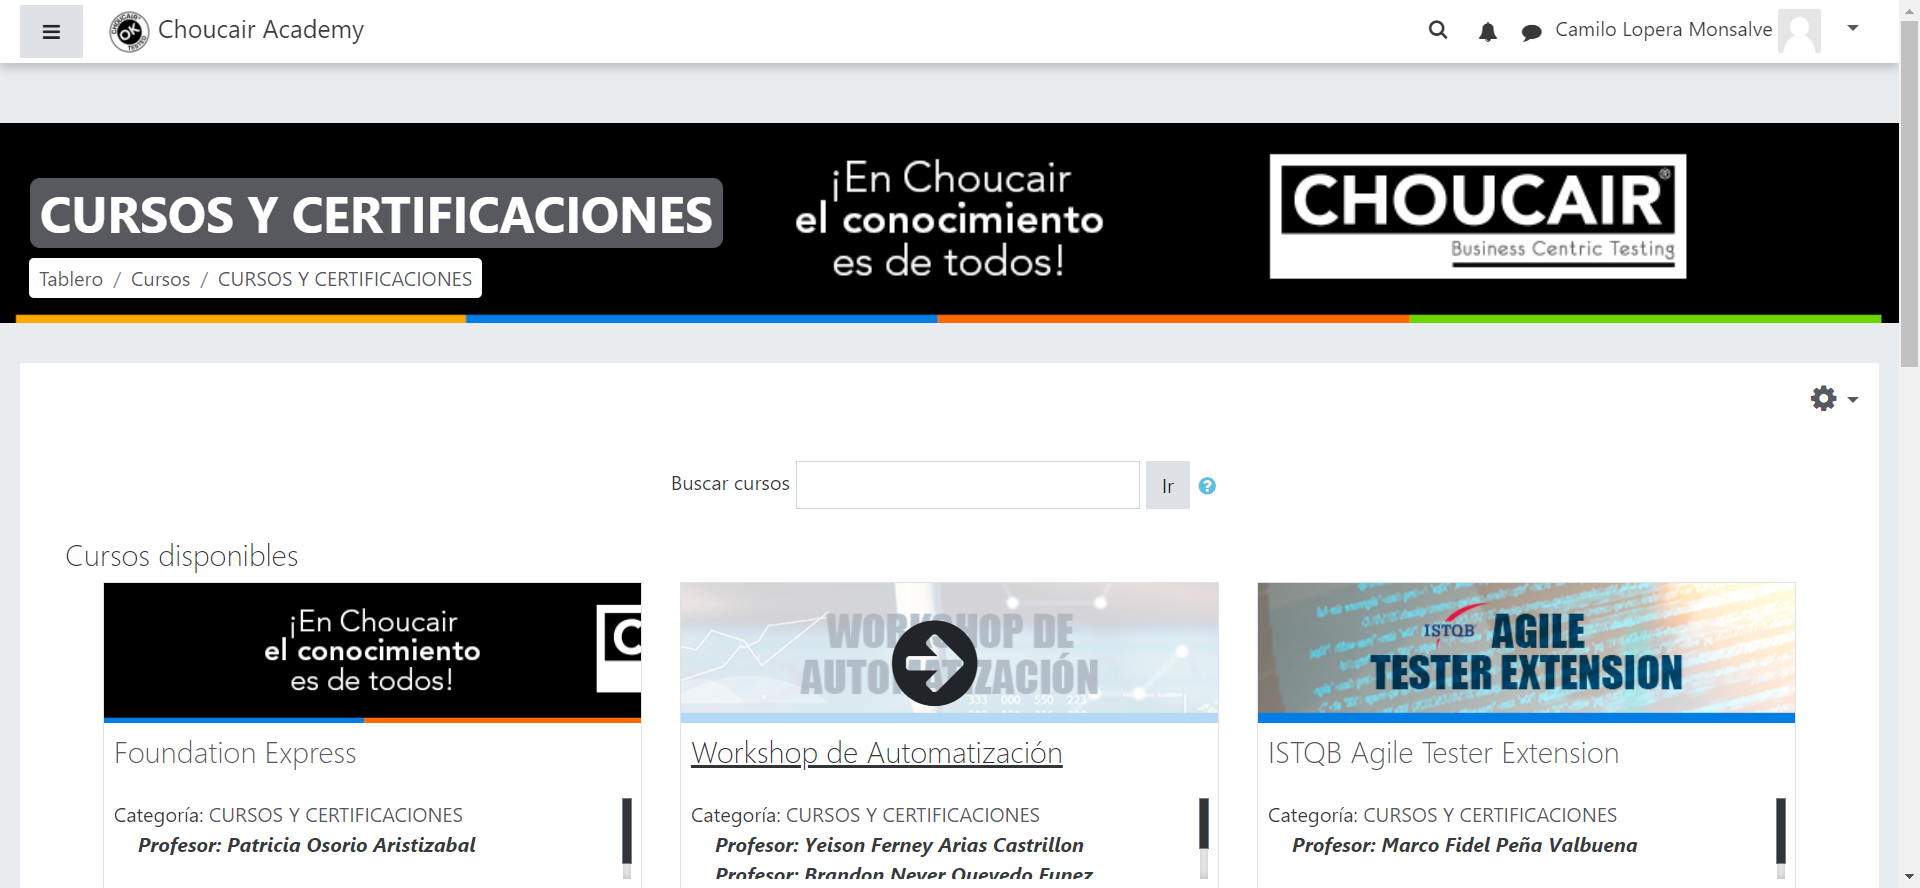 Choucair Academy
Camilo Lopera Monsalve
CURSOS Y CERTIFICACIONES
Tablero / Cursos / CURSOS Y CERTIFICACIONES
¡En Choucair
el conocimiento
es de todos!
CHOUCAIR®
Business Centric Testing
Buscar cursos
Ir
Cursos disponibles
¡En Choucair
el conocimiento
es de todos!
Foundation Express
Categoría: CURSOS Y CERTIFICACIONES
Profesor: Patricia Osorio Aristizabal
WORKSHOP DE
AUTOMATIZACIÓN
333 000 550 223
Workshop de Automatización
Categoría: CURSOS Y CERTIFICACIONES
Profesor: Yeison Ferney Arias Castrillon
Profesor: Brandon Never Quevedo Funez
ISTQB AGILE
TESTER EXTENSION
ISTQB Agile Tester Extension
Categoría: CURSOS Y CERTIFICACIONES
Profesor: Marco Fidel Peña Valbuena